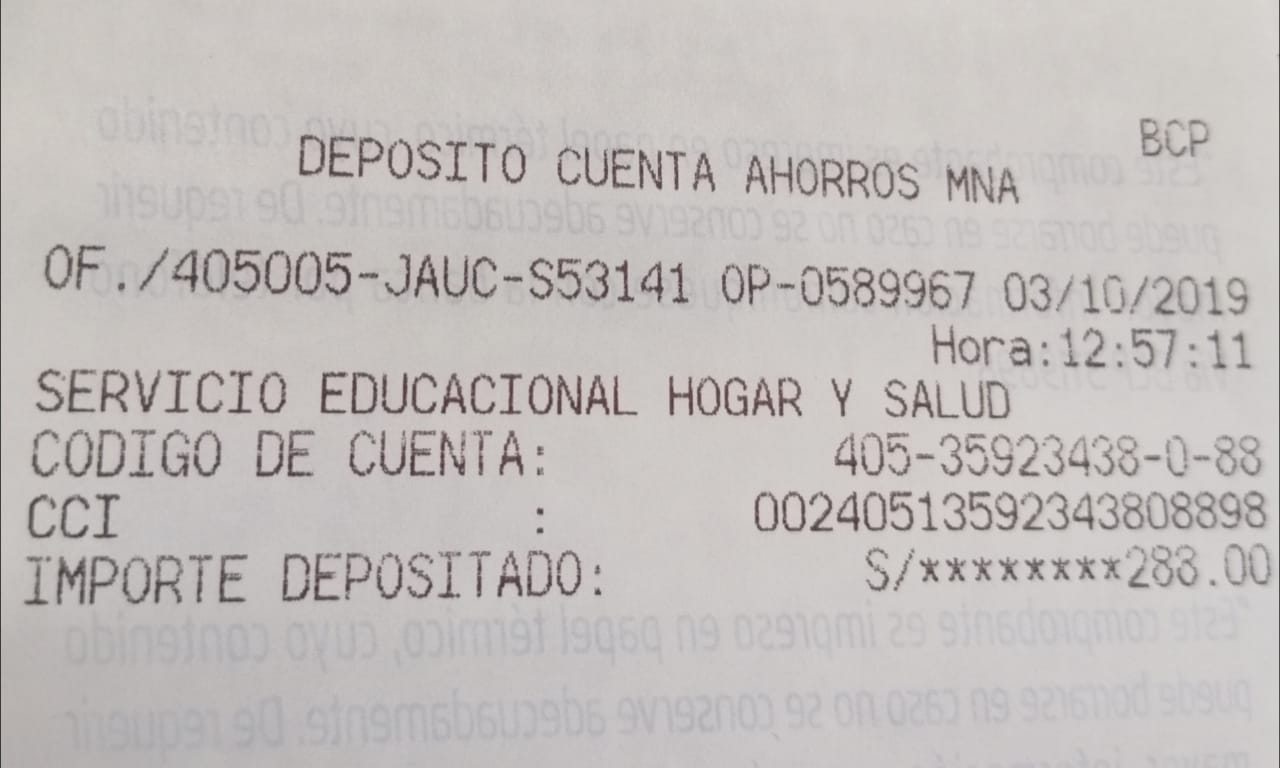 BCP
DEPOSITO CUENTA AHORROS MNA
OF./405005-JAUC-S53141 OP-0589967 03/10/2019
Hora:12:57:11
SERVICIO EDUCACIONAL HOGAR Y SALUD
CODIGO DE CUENTA: 405-35923438-0-88
CCI : 00240513592343808898
IMPORTE DEPOSITADO: S/********288.00